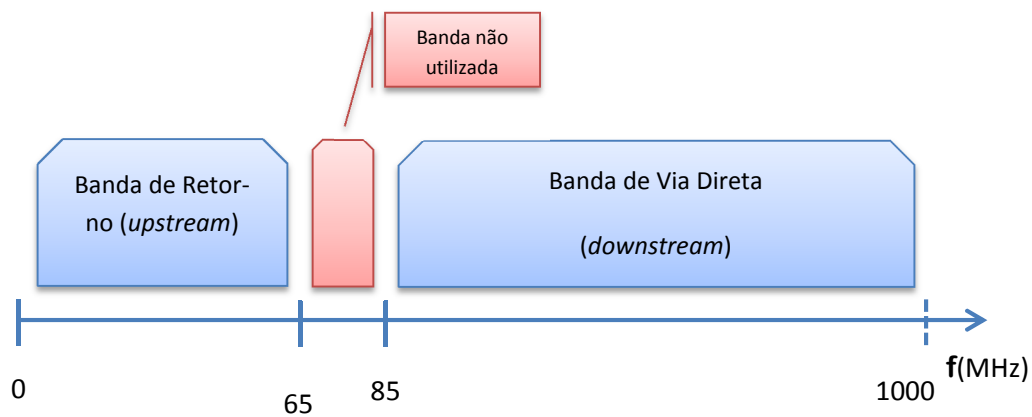 Banda não
utilizada
Banda de Retor-
no (upstream)
Banda de Via Direta
(downstream)
0
65
85
1000
f(MHz)